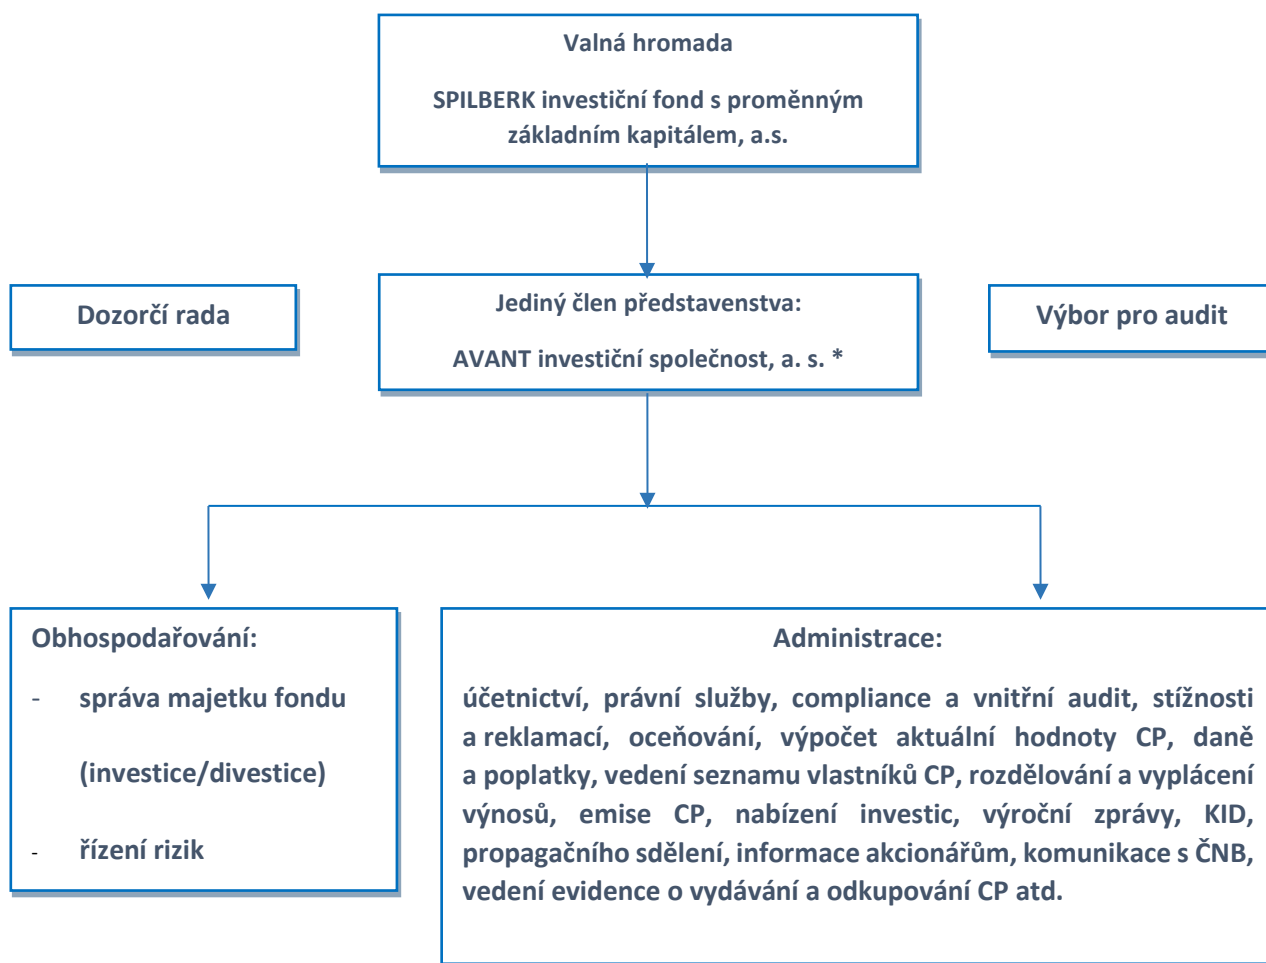 Valná hromada
SPILBERK investiční fond s proměnným
základním kapitálem, a.s.
Dozorčí rada
Jediný člen představenstva:
AVANT investiční společnost, a. s. *
Výbor pro audit
Obhospodařování:
- správa majetku fondu
(investice/divestice)
- řízení rizik
Administrace:
účetnictví, právní služby, compliance a vnitřní audit, stížnosti
a reklamací, oceňování, výpočet aktuální hodnoty CP, daně
a poplatky, vedení seznamu vlastníků CP, rozdělování a vyplácení
výnosů, emise CP, nabízení investic, výroční zprávy, KID,
propagačního sdělení, informace akcionářům, komunikace s ČNB,
vedení evidence o vydávání a odkupování CP atd.